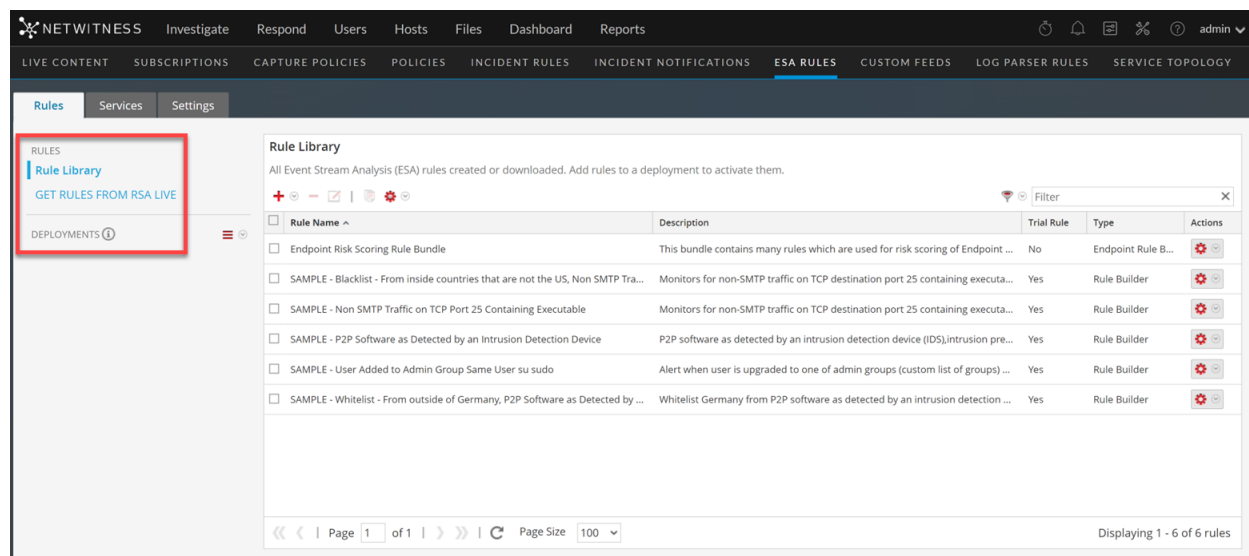 NETWITNESS Investigate Respond Users Hosts Files Dashboard Reports admin
LIVE CONTENT SUBSCRIPTIONS CAPTURE POLICIES POLICIES INCIDENT RULES INCIDENT NOTIFICATIONS ESA RULES CUSTOM FEEDS LOG PARSER RULES SERVICE TOPOLOGY
Rules Services Settings
RULES
Rule Library
GET RULES FROM RSA LIVE
DEPLOYMENTS
Rule Library
All Event Stream Analysis (ESA) rules created or downloaded. Add rules to a deployment to activate them.
Filter
Rule Name Description Trial Rule Type Actions
Endpoint Risk Scoring Rule Bundle This bundle contains many rules which are used for risk scoring of Endpoint ... No Endpoint Rule B...
SAMPLE - Blacklist - From inside countries that are not the US, Non SMTP Tra... Monitors for non-SMTP traffic on TCP destination port 25 containing executa... Yes Rule Builder
SAMPLE - Non SMTP Traffic on TCP Port 25 Containing Executable Monitors for non-SMTP traffic on TCP destination port 25 containing executa... Yes Rule Builder
SAMPLE - P2P Software as Detected by an Intrusion Detection Device P2P software as detected by an intrusion detection device (IDS),intrusion pre... Yes Rule Builder
SAMPLE - User Added to Admin Group Same User su sudo Alert when user is upgraded to one of admin groups (custom list of groups) ... Yes Rule Builder
SAMPLE - Whitelist - From outside of Germany, P2P Software as Detected by ... Whitelist Germany from P2P software as detected by an intrusion detection ... Yes Rule Builder
Page 1 of 1 Page Size 100 Displaying 1 - 6 of 6 rules